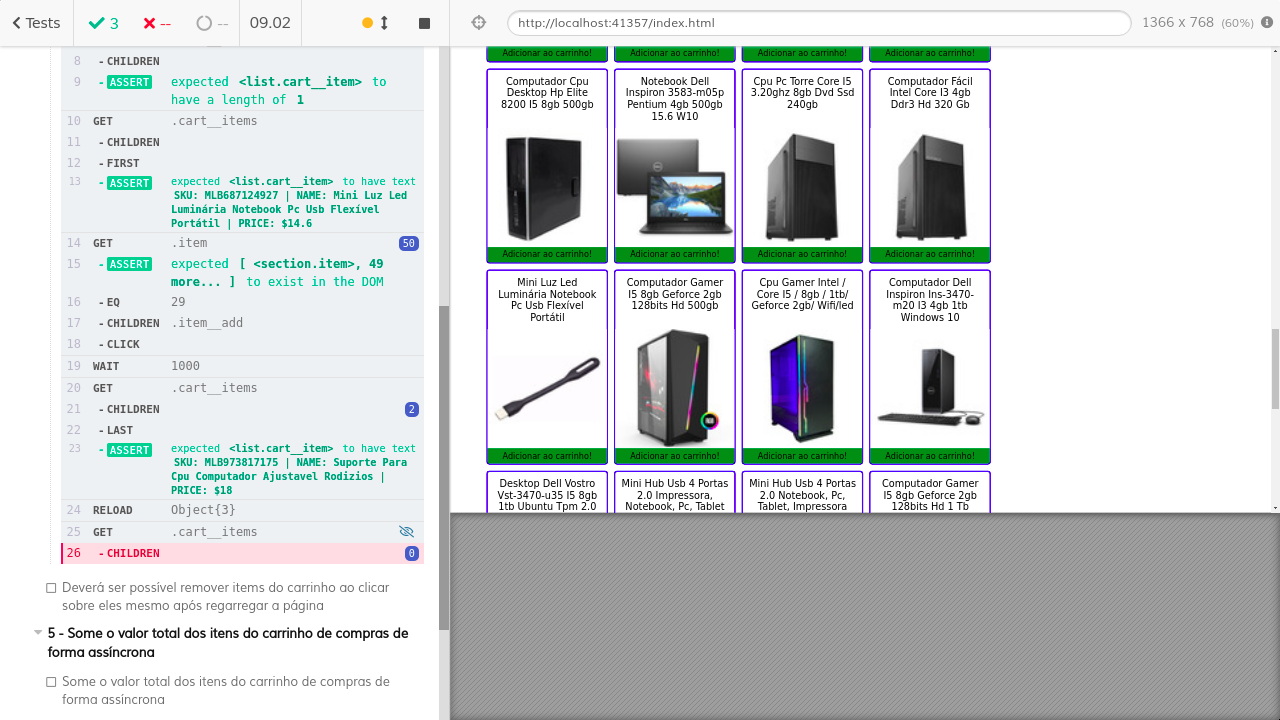 Tests
3
--
--
09.02
http://localhost:41357/index.html
1366 x 768 (60%)
8 -CHILDREN
9 -ASSERT expected <list.cart__item> to
have a length of 1
10 GET .cart__items
11 -CHILDREN
12 -FIRST
13 -ASSERT expected <list.cart__item> to have text
SKU: MLB687124927 | NAME: Mini Luz Led
Luminária Notebook Pc Usb Flexível
Portátil | PRICE: $14.6
14 GET .item 50
15 -ASSERT expected [ <section.item>, 49
more... ] to exist in the DOM
16 -EQ 29
17 -CHILDREN .item__add
18 -CLICK
19 WAIT 1000
20 GET .cart__items
21 -CHILDREN 2
22 -LAST
23 -ASSERT expected <list.cart__item> to have text
SKU: MLB973817175 | NAME: Suporte Para
Cpu Computador Ajustavel Rodizios |
PRICE: $18
24 RELOAD Object{3}
25 GET .cart__items
26 -CHILDREN 0
Deverá ser possível remover items do carrinho ao clicar
sobre eles mesmo após regarregar a página
5 - Some o valor total dos itens do carrinho de compras de
forma assíncrona
Some o valor total dos itens do carrinho de compras de
forma assíncrona
Adicionar ao carrinho!
Adicionar ao carrinho!
Adicionar ao carrinho!
Adicionar ao carrinho!
Computador Cpu
Desktop Hp Elite
8200 I5 8gb 500gb
Notebook Dell
Inspiron 3583-m05p
Pentium 4gb 500gb
15.6 W10
Cpu Pc Torre Core I5
3.20ghz 8gb Dvd Ssd
240gb
Computador Fácil
Intel Core I3 4gb
Ddr3 Hd 320 Gb
Adicionar ao carrinho!
Adicionar ao carrinho!
Adicionar ao carrinho!
Adicionar ao carrinho!
Mini Luz Led
Luminária Notebook
Pc Usb Flexível
Portátil
Computador Gamer
I5 8gb Geforce 2gb
128bits Hd 500gb
Cpu Gamer Intel /
Core I5 / 8gb / 1tb/
Geforce 2gb/ Wifi/led
Computador Dell
Inspiron Ins-3470-
m20 I3 4gb 1tb
Windows 10
Adicionar ao carrinho!
Adicionar ao carrinho!
Adicionar ao carrinho!
Adicionar ao carrinho!
Desktop Dell Vostro
Vst-3470-u35 I5 8gb
1tb Ubuntu Tpm 2.0
Mini Hub Usb 4 Portas
2.0 Impressora,
Notebook, Pc, Tablet
Mini Hub Usb 4 Portas
2.0 Notebook, Pc,
Tablet, Impressora
Computador Gamer
I5 8gb Geforce 2gb
128bits Hd 1 Tb